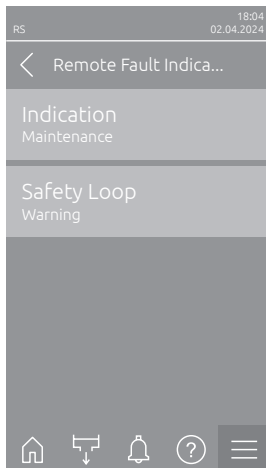 18:04
RS 02.04.2024
Remote Fault Indica...
Indication
Maintenance
Safety Loop
Warning
?